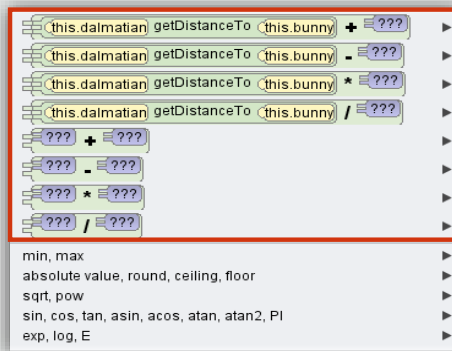 this.dalmatian getDistanceTo this.bunny + ???
this.dalmatian getDistanceTo this.bunny - ???
this.dalmatian getDistanceTo this.bunny * ???
this.dalmatian getDistanceTo this.bunny / ???
??? + ???
??? - ???
??? * ???
??? / ???
min, max
absolute value, round, ceiling, floor
sqrt, pow
sin, cos, tan, asin, acos, atan, atan2, PI
exp, log, E